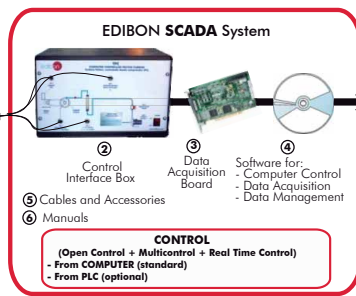 EDIBON SCADA System
2
Control
Interface Box
3
Data
Acquisition
Board
4
Software for:
- Computer Control
- Data Acquisition
- Data Management
5 Cables and Accessories
6 Manuals
CONTROL
(Open Control + Multicontrol + Real Time Control)
- From COMPUTER (standard)
- From PLC (optional)